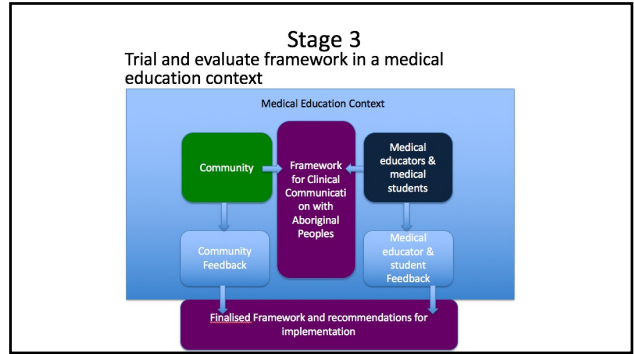 Stage 3
Trial and evaluate framework in a medical
education context
Medical Education Context
Community
Framework
for Clinical
Communicati
on with
Aboriginal
Peoples
Medical
educators &
medical
students
Community
Feedback
Medical
educator &
student
Feedback
Finalised Framework and recommendations for
implementation